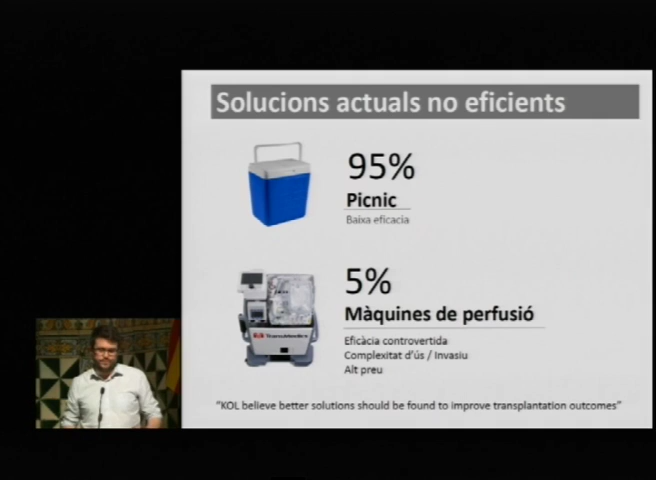 Solucions actuals no eficients
95%
Picnic
Baixa eficacia
5%
Màquines de perfusió
TransMedics
Eficàcia controvertida
Complexitat d'ús / Invasiu
Alt preu
"KOL believe better solutions should be found to improve transplantation outcomes"